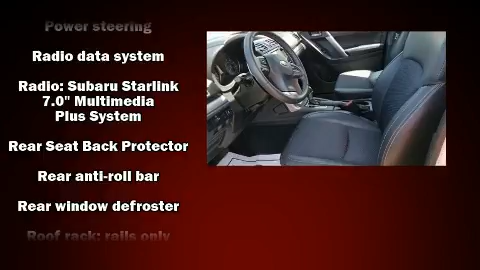 Power steering
Radio data system
Radio: Subaru Starlink
7.0" Multimedia
Plus System
Rear Seat Back Protector
Rear anti-roll bar
Rear window defroster
Roof rack: rails only